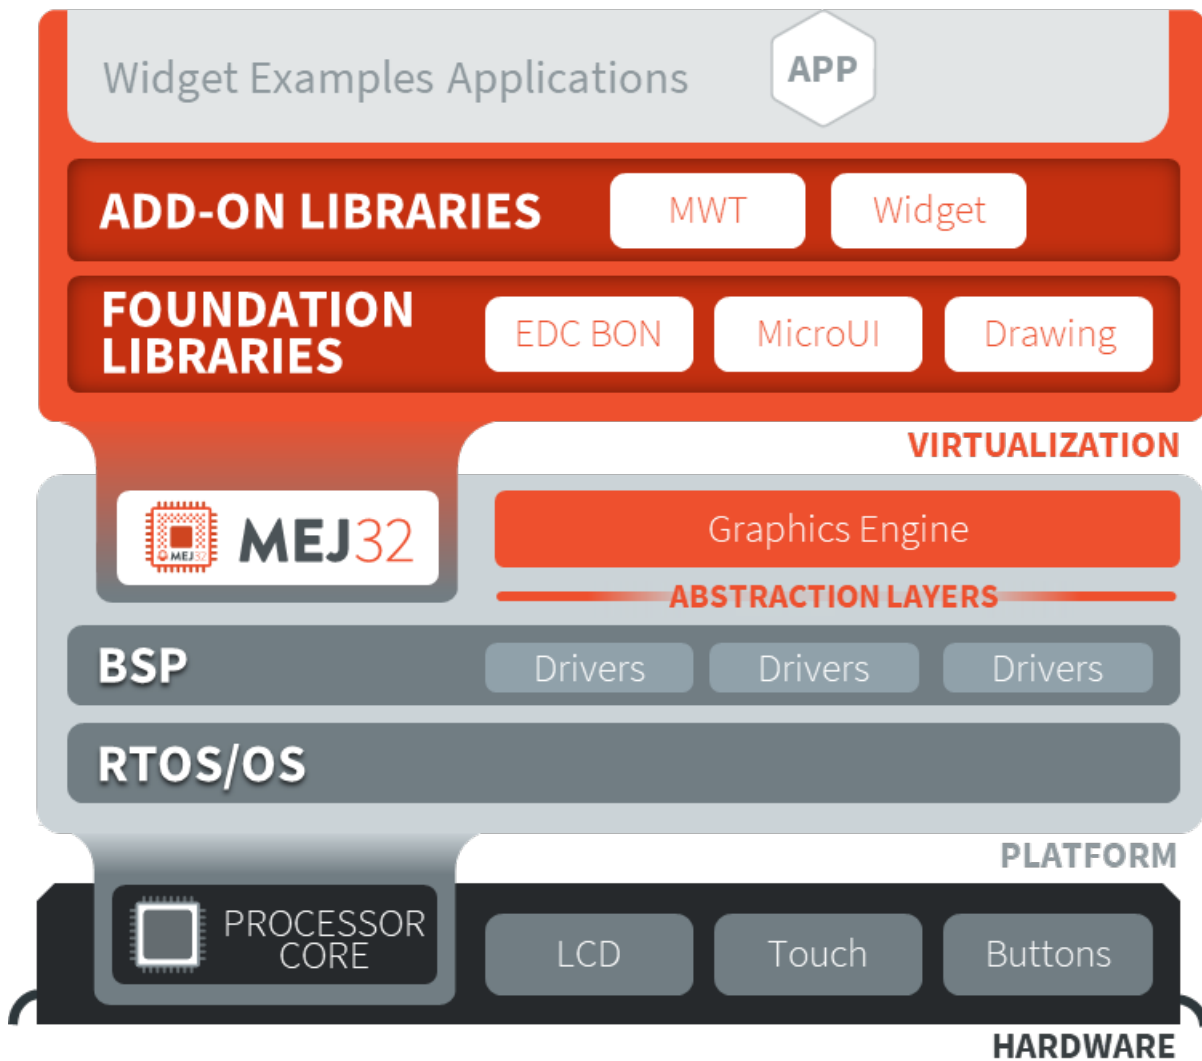 Widget Examples Applications APP
ADD-ON LIBRARIES MWT Widget
FOUNDATION
LIBRARIES
EDC BON MicroUI Drawing
VIRTUALIZATION
MEJ32 MEJ32 Graphics Engine
ABSTRACTION LAYERS
BSP Drivers Drivers Drivers
RTOS/OS
PLATFORM
PROCESSOR
CORE
LCD Touch Buttons
HARDWARE